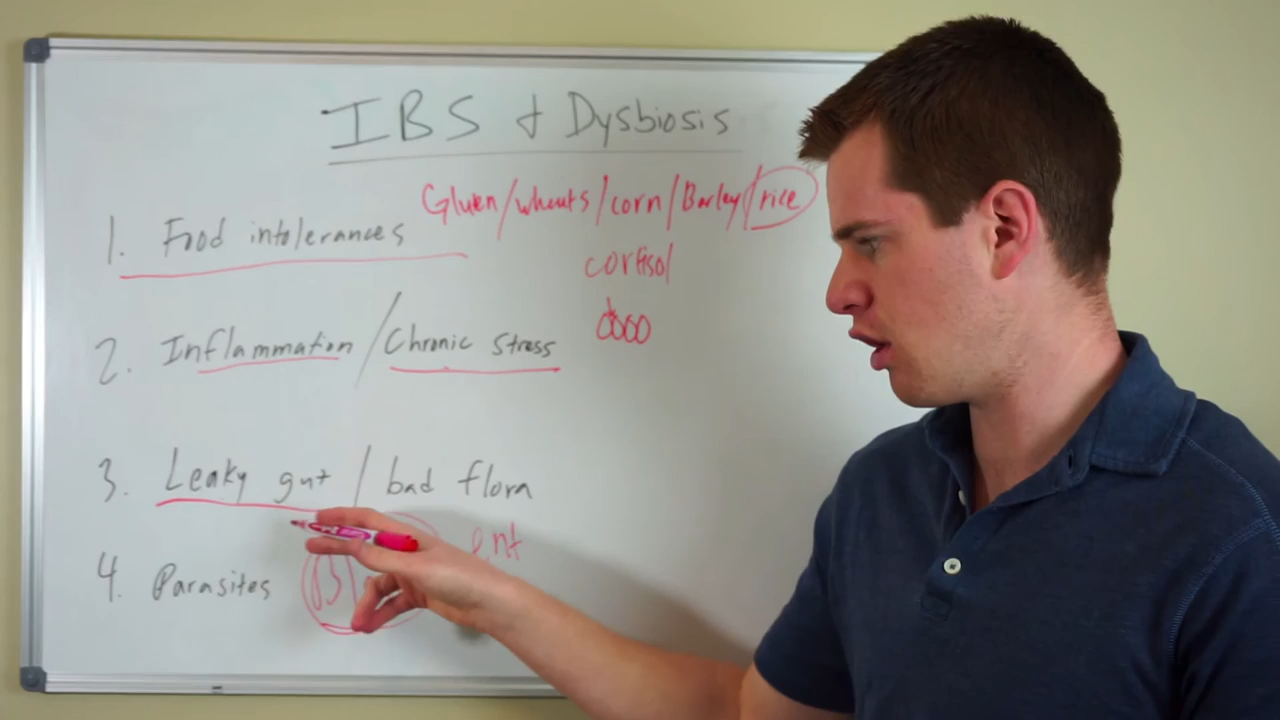 IBS & Dysbiosis
Gluten/wheats/corn/Barley/rice
1. Food intolerances
cortisol
2. Inflammation/Chronic stress
3. Leaky gut / bad flora
4. Parasites